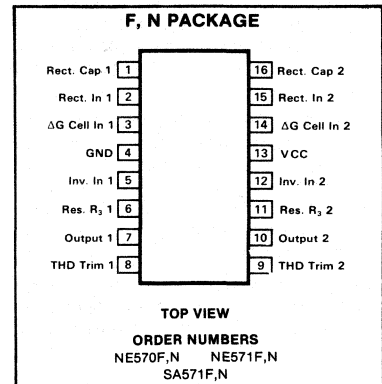 F, N PACKAGE
Rect. Cap 1 1 16 Rect. Cap 2
Rect. In 1 2 15 Rect. In 2
ΔG Cell In 1 3 14 ΔG Cell In 2
GND 4 13 VCC
Inv. In 1 5 12 Inv. In 2
Res. R₃ 1 6 11 Res. R₃ 2
Output 1 7 10 Output 2
THD Trim 1 8 9 THD Trim 2
TOP VIEW
ORDER NUMBERS
NE570F,N NE571F,N
SA571F,N